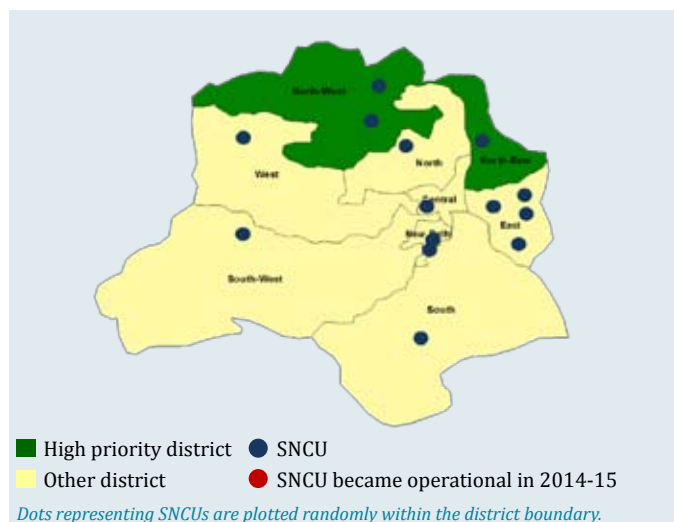 North-West
North-East
North
West
Central
East
New Delhi
South-West
South
High priority district
SNCU
Other district
SNCU became operational in 2014-15
Dots representing SNCUs are plotted randomly within the district boundary.